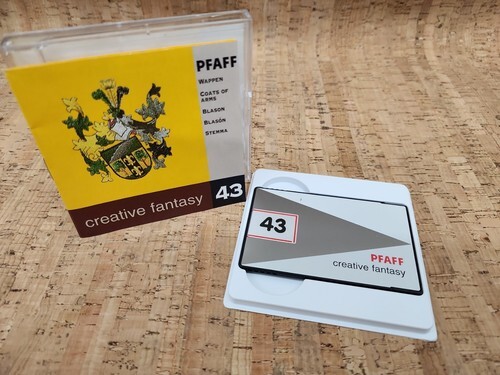 PFAFF
WAPPEN
COATS OF
ARMS
BLASON
BLASÓN
STEMMA
creative fantasy 43
43
PFAFF
creative fantasy